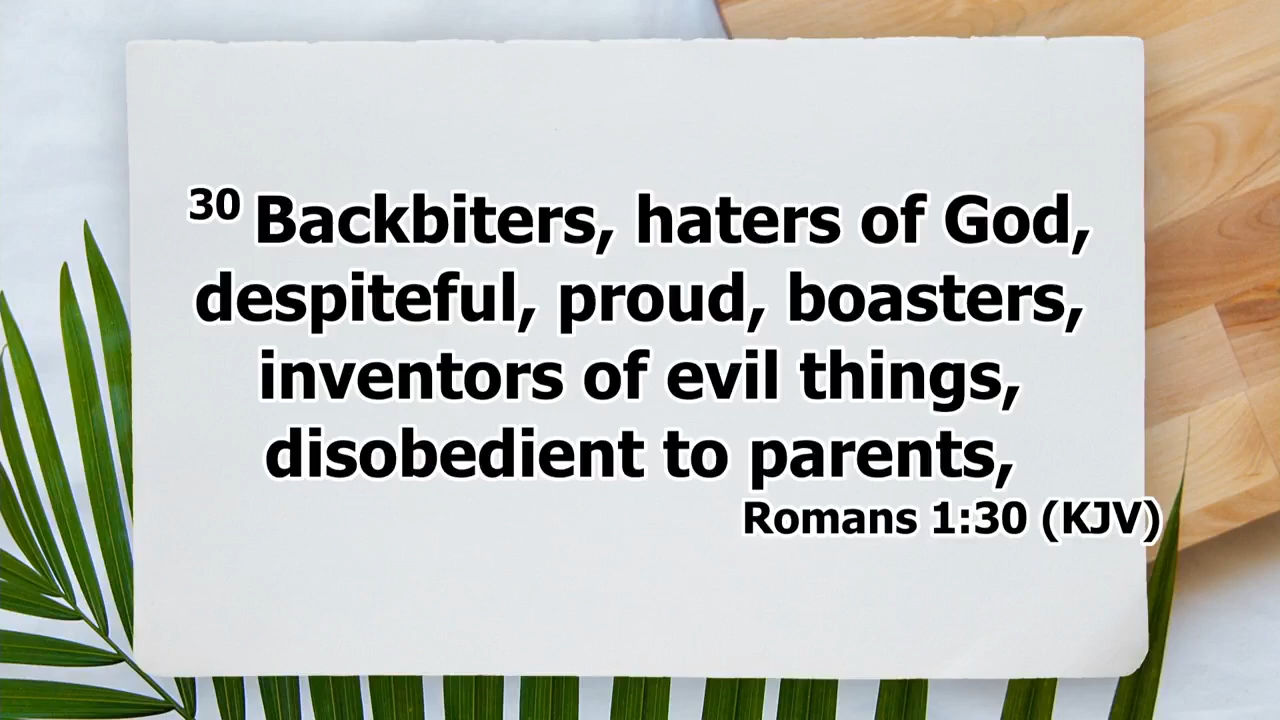 30 Backbiters, haters of God,
despiteful, proud, boasters,
inventors of evil things,
disobedient to parents,
Romans 1:30 (KJV)